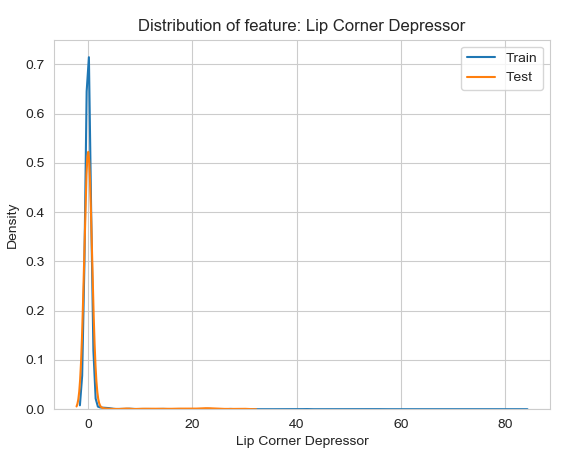 Distribution of feature: Lip Corner Depressor
Train
Test
Density
0.7
0.6
0.5
0.4
0.3
0.2
0.1
0.0
0 20 40 60 80
Lip Corner Depressor